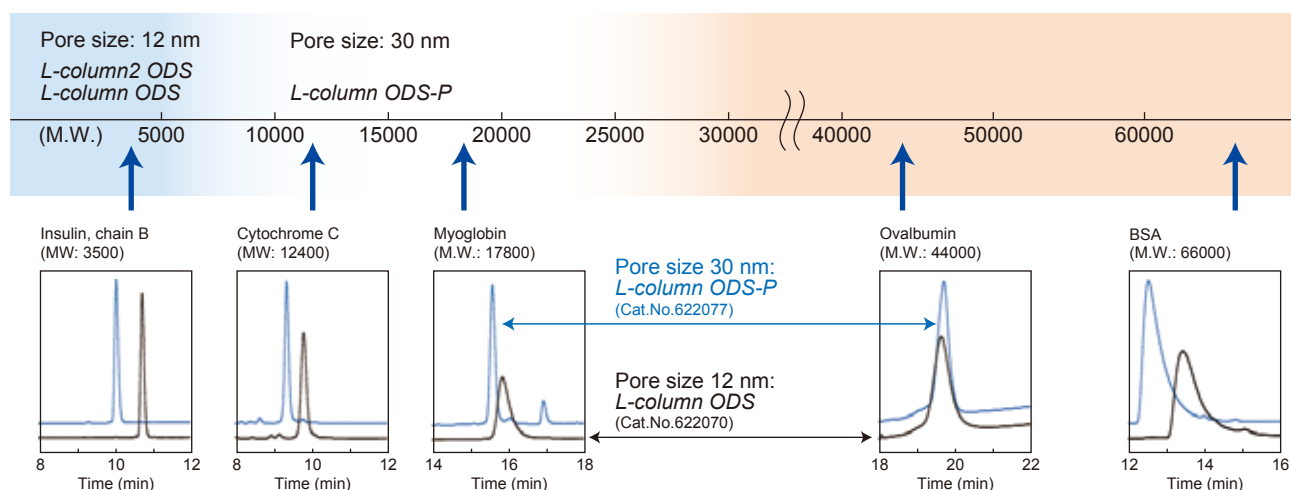 Pore size: 12 nm
L-column2 ODS
L-column ODS
Pore size: 30 nm
L-column ODS-P
(M.W.) 5000 10000 15000 20000 25000 30000 40000 50000 60000
Insulin, chain B
(MW: 3500)
8 10 12
Time (min)
Cytochrome C
(MW: 12400)
8 10 12
Time (min)
Myoglobin
(M.W.: 17800)
14 16 18
Time (min)
Pore size 30 nm:
L-column ODS-P
(Cat.No.622077)
Pore size 12 nm:
L-column ODS
(Cat.No.622070)
Ovalbumin
(M.W.: 44000)
18 20 22
Time (min)
BSA
(M.W.: 66000)
12 14 16
Time (min)